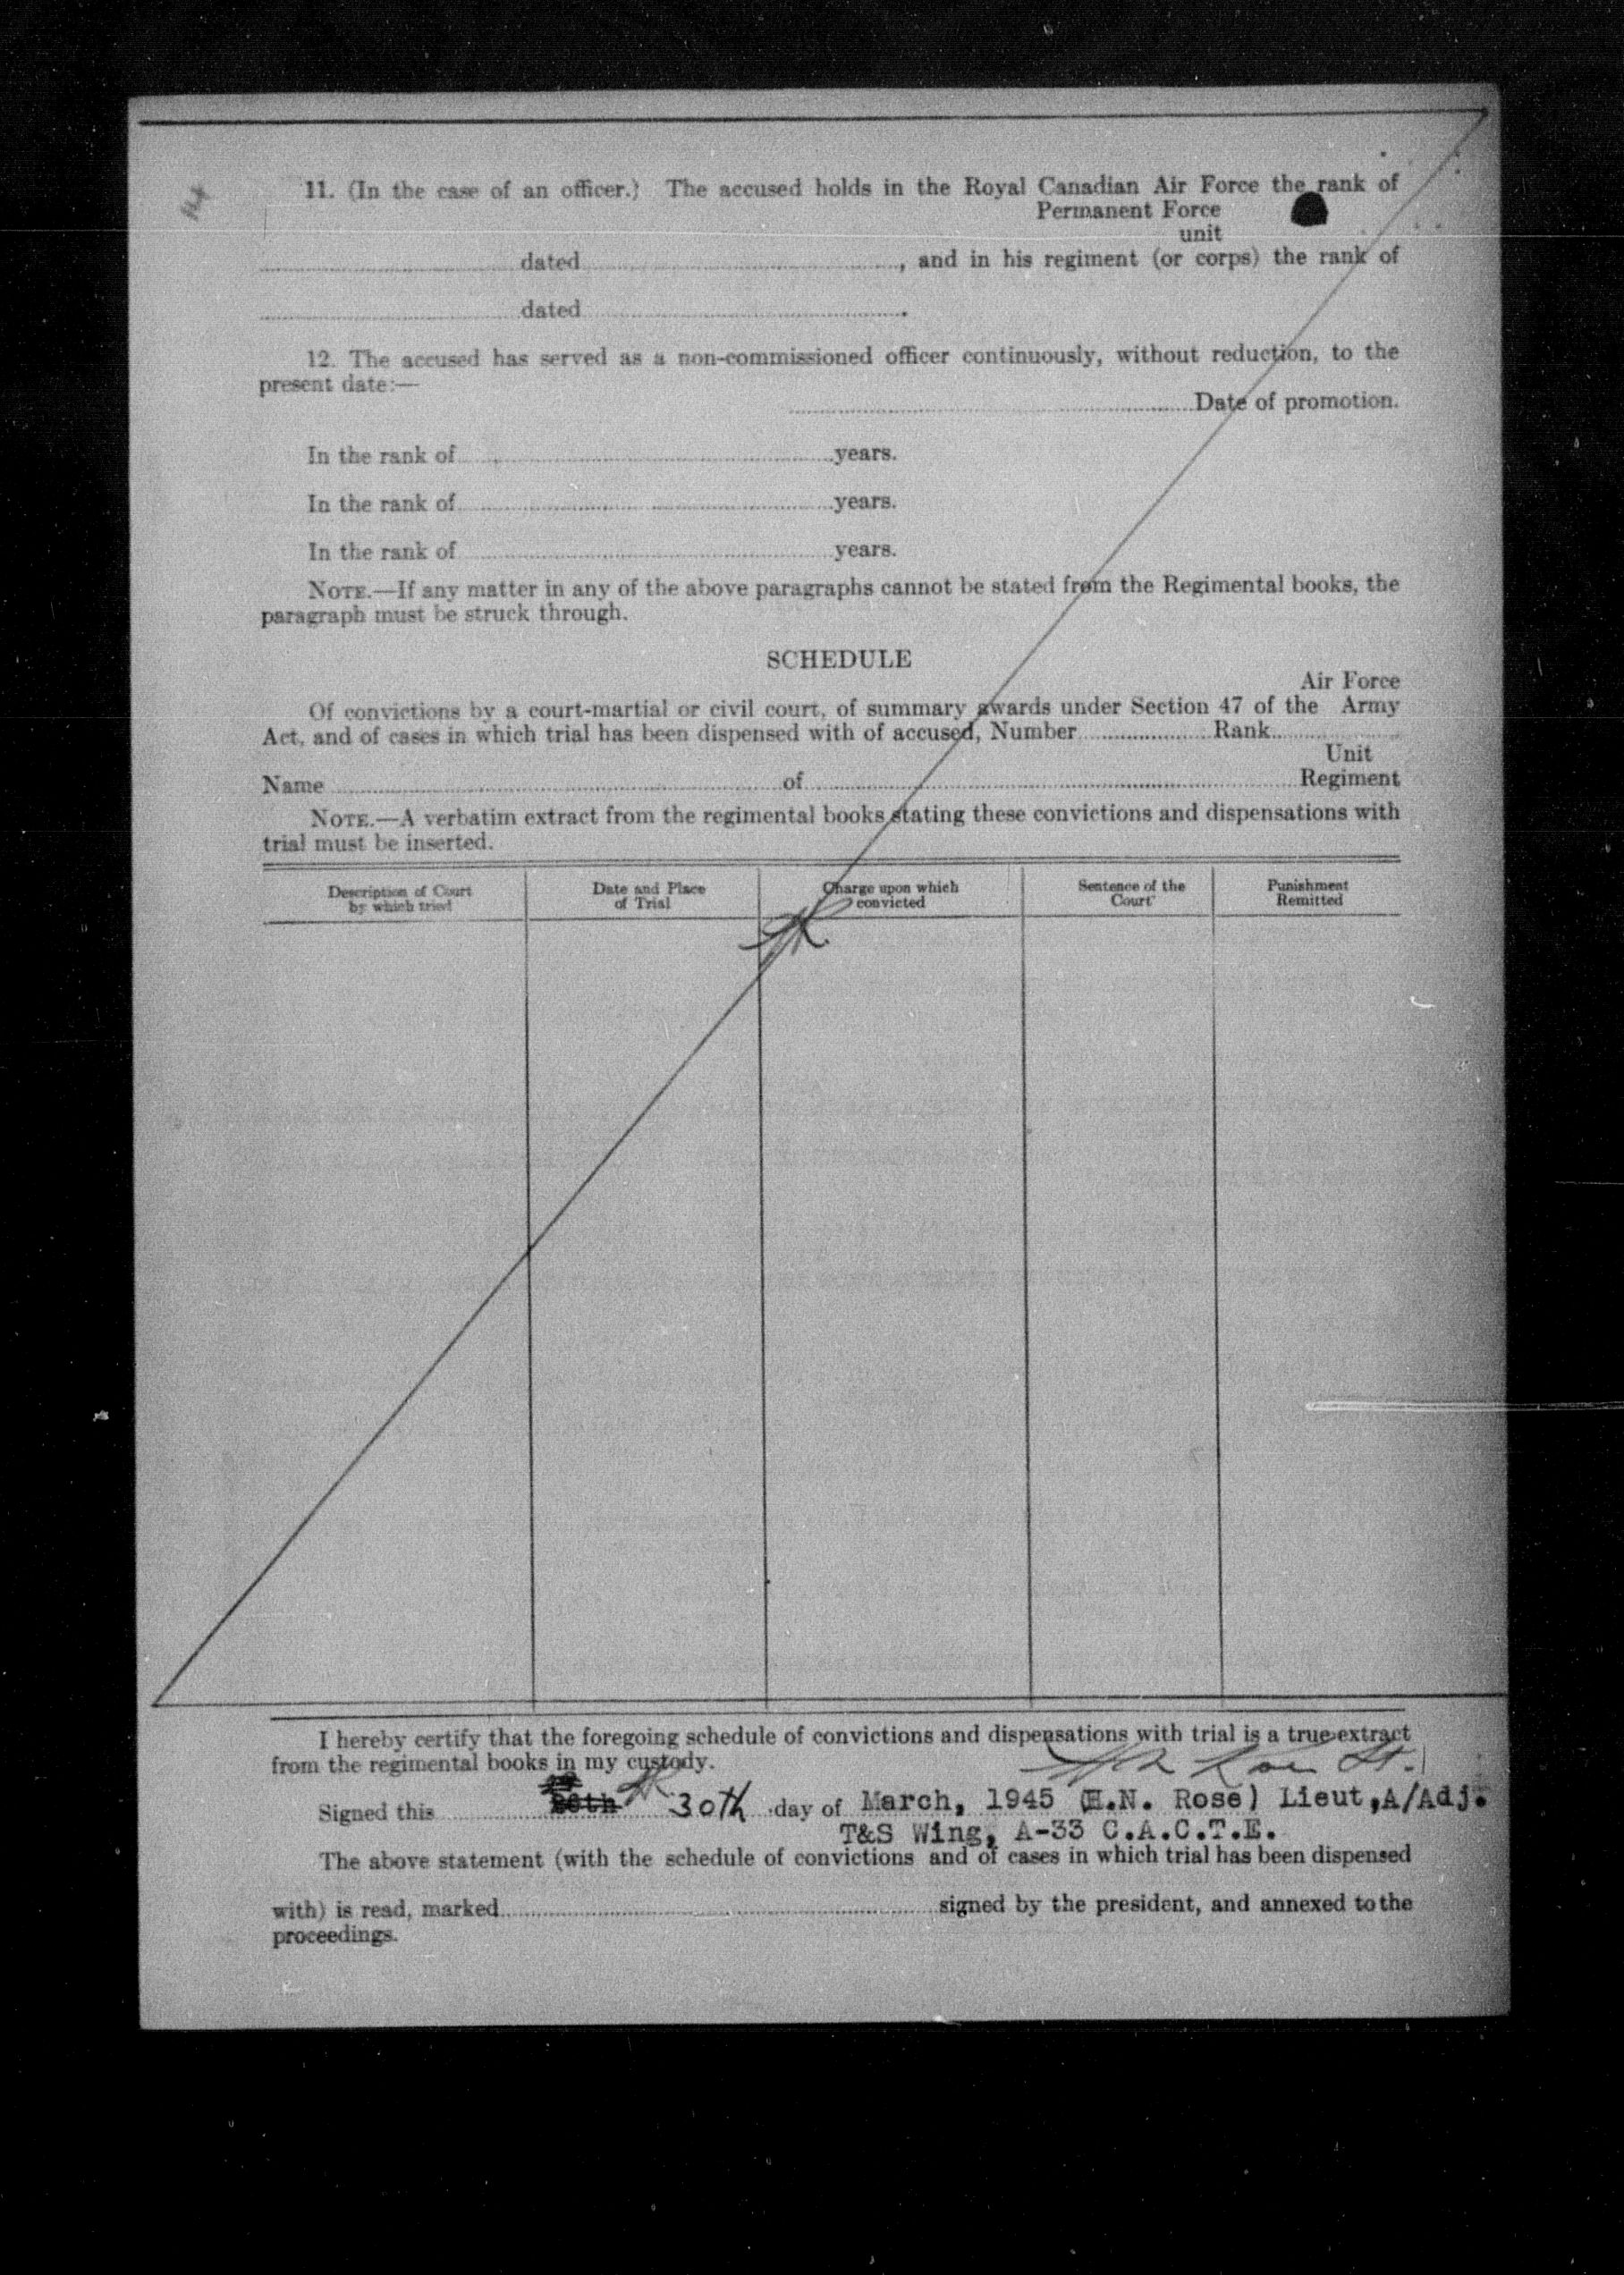 11. (In the case of an officer.) The accused holds in the Royal Canadian Air Force the rank of
Permanent Force
unit
dated , and in his regiment (or corps) the rank of
dated .
12. The accused has served as a non-commissioned officer continuously, without reduction, to the
present date:—
Date of promotion.
In the rank of years.
In the rank of years.
In the rank of years.
NOTE.—If any matter in any of the above paragraphs cannot be stated from the Regimental books, the
paragraph must be struck through.
SCHEDULE
Air Force
Of convictions by a court-martial or civil court, of summary awards under Section 47 of the Army
Act, and of cases in which trial has been dispensed with of accused, Number Rank
Unit
Name of Regiment
NOTE.—A verbatim extract from the regimental books stating these convictions and dispensations with
trial must be inserted.
Description of Court by which tried
Date and Place of Trial
Charge upon which convicted
Sentence of the Court
Punishment Remitted
I hereby certify that the foregoing schedule of convictions and dispensations with trial is a true extract
from the regimental books in my custody.
Signed this 30th day of March, 1945 (H.N. Rose) Lieut,A/Adj.
T&S Wing, A-33 C.A.C.T.E.
The above statement (with the schedule of convictions and of cases in which trial has been dispensed
with) is read, marked signed by the president, and annexed to the
proceedings.